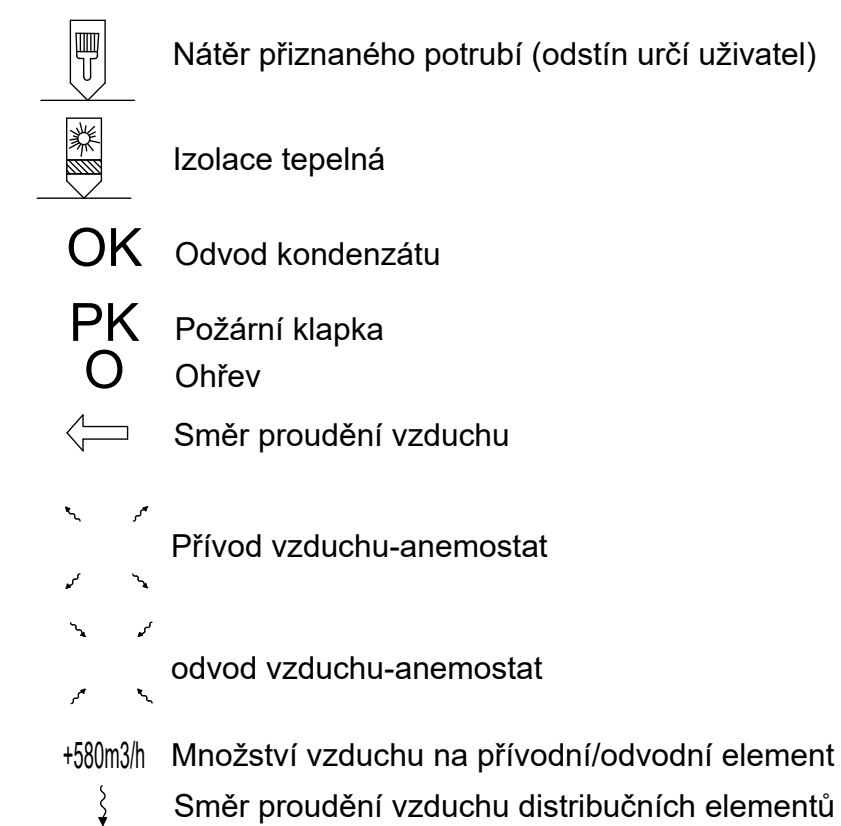 Nátěr přiznaného potrubí (odstín určí uživatel)
Izolace tepelná
OK Odvod kondenzátu
PK Požární klapka
O Ohřev
Směr proudění vzduchu
Přívod vzduchu-anemostat
odvod vzduchu-anemostat
+580m3/h Množství vzduchu na přívodní/odvodní element
Směr proudění vzduchu distribučních elementů